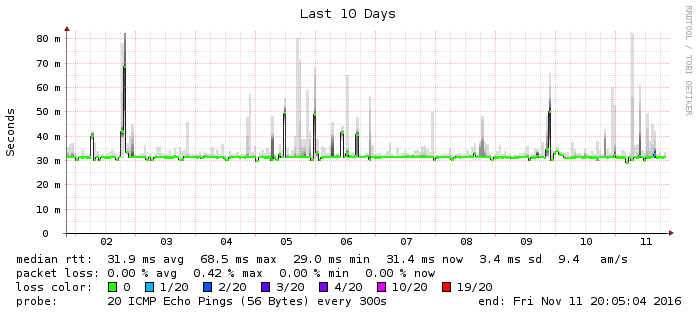 Last 10 Days
RRDTOOL / TOBI OETIKER
Seconds
80 m
70 m
60 m
50 m
40 m
30 m
20 m
10 m
0
02 03 04 05 06 07 08 09 10 11
median rtt: 31.9 ms avg 68.5 ms max 29.0 ms min 31.4 ms now 3.4 ms sd 9.4 am/s
packet loss: 0.00 % avg 0.42 % max 0.00 % min 0.00 % now
loss color: 0 1/20 2/20 3/20 4/20 10/20 19/20
probe: 20 ICMP Echo Pings (56 Bytes) every 300s end: Fri Nov 11 20:05:04 2016